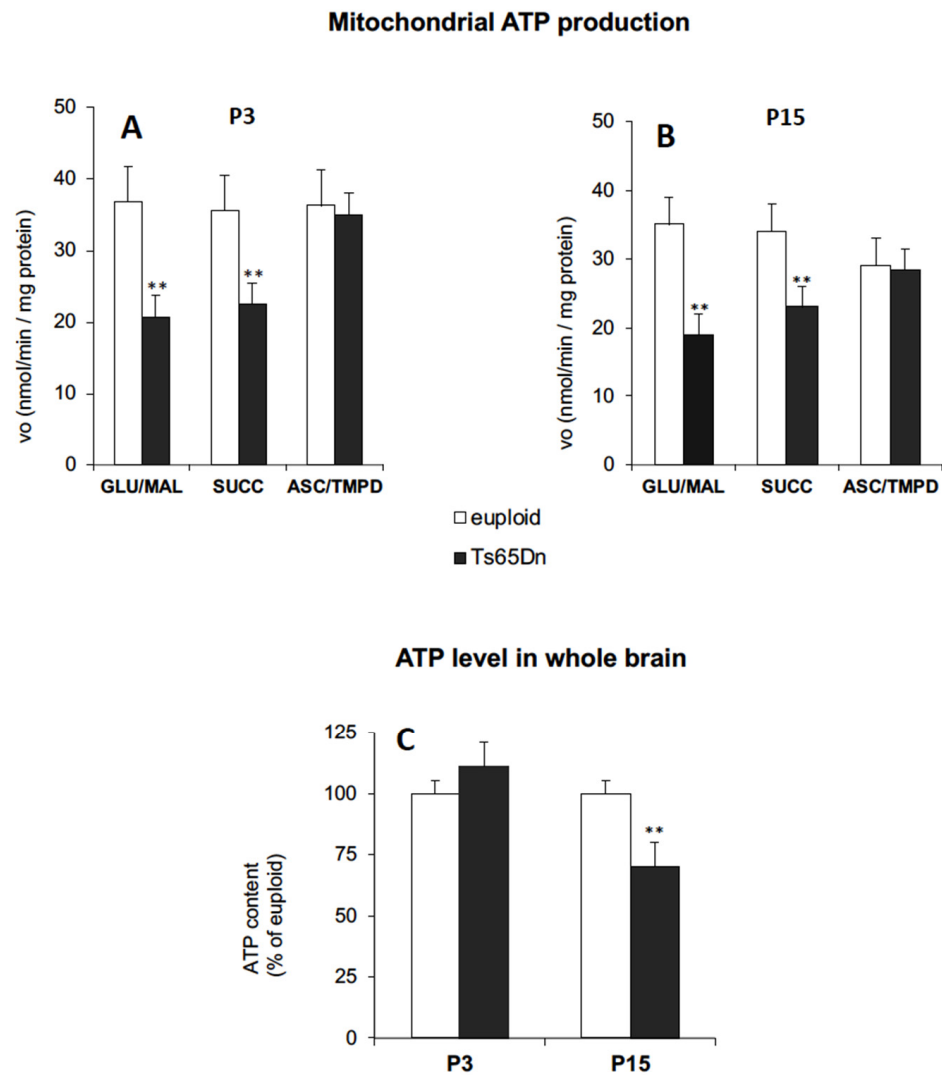 Mitochondrial ATP production
A
P3
50
40
30
20
10
0
vo (nmol/min / mg protein)
**
**
GLU/MAL SUCC ASC/TMPD
B
P15
50
40
30
20
10
0
vo (nmol/min / mg protein)
**
**
GLU/MAL SUCC ASC/TMPD
euploid
Ts65Dn
ATP level in whole brain
C
125
100
75
50
25
0
ATP content
(% of euploid)
**
P3 P15